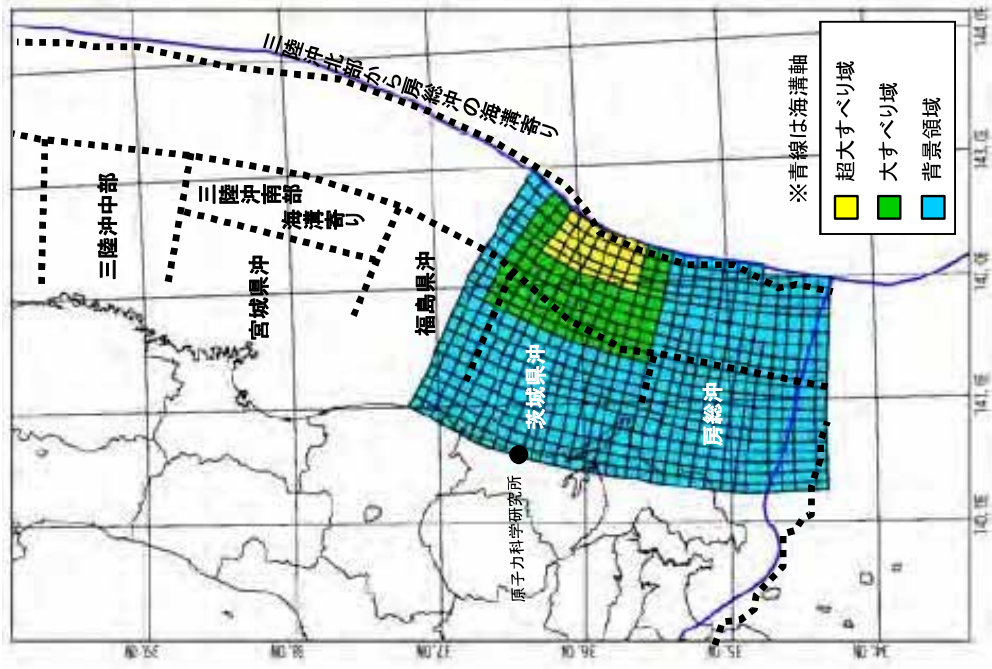 三陸沖北部から房総沖の海溝寄り
三陸沖中部
三陸沖南部
海溝寄り
宮城県沖
福島県沖
茨城県沖
房総沖
原子力科学研究所
※青線は海溝軸
超大すべり域
大すべり域
背景領域